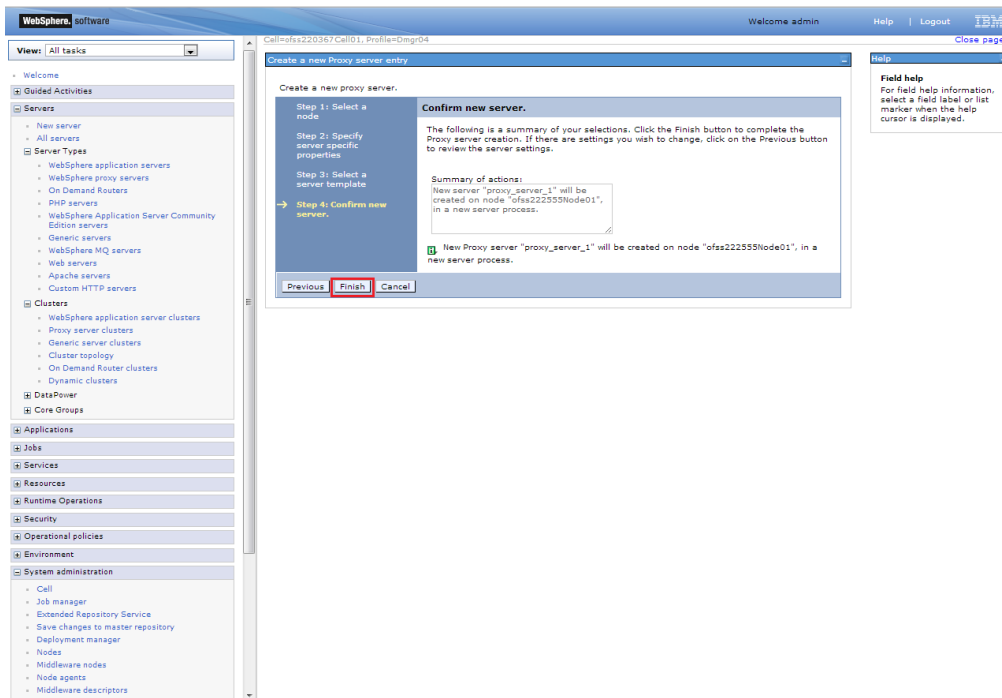 WebSphere. software
Welcome admin
Help | Logout
IBM
View: All tasks
Cell=ofss220367Cell01, Profile=Dmgr04
Close page
Welcome
Guided Activities
Servers
New server
All servers
Server Types
WebSphere application servers
WebSphere proxy servers
On Demand Routers
PHP servers
WebSphere Application Server Community
Edition servers
Generic servers
WebSphere MQ servers
Web servers
Apache servers
Custom HTTP servers
Clusters
WebSphere application server clusters
Proxy server clusters
Generic server clusters
Cluster topology
On Demand Router clusters
Dynamic clusters
DataPower
Core Groups
Applications
Jobs
Services
Resources
Runtime Operations
Security
Operational policies
Environment
System administration
Cell
Job manager
Extended Repository Service
Save changes to master repository
Deployment manager
Nodes
Middleware nodes
Node agents
Middleware descriptors
Create a new Proxy server entry
Create a new proxy server.
Step 1: Select a
node
Step 2: Specify
server specific
properties
Step 3: Select a
server template
Step 4: Confirm new
server.
Confirm new server.
The following is a summary of your selections. Click the Finish button to complete the
Proxy server creation. If there are settings you wish to change, click on the Previous button
to review the server settings.
Summary of actions:
New server "proxy_server_1" will be
created on node "ofss222555Node01",
in a new server process.
New Proxy server "proxy_server_1" will be created on node "ofss222555Node01", in a
new server process.
Previous Finish Cancel
Help
Field help
For field help information,
select a field label or list
marker when the help
cursor is displayed.